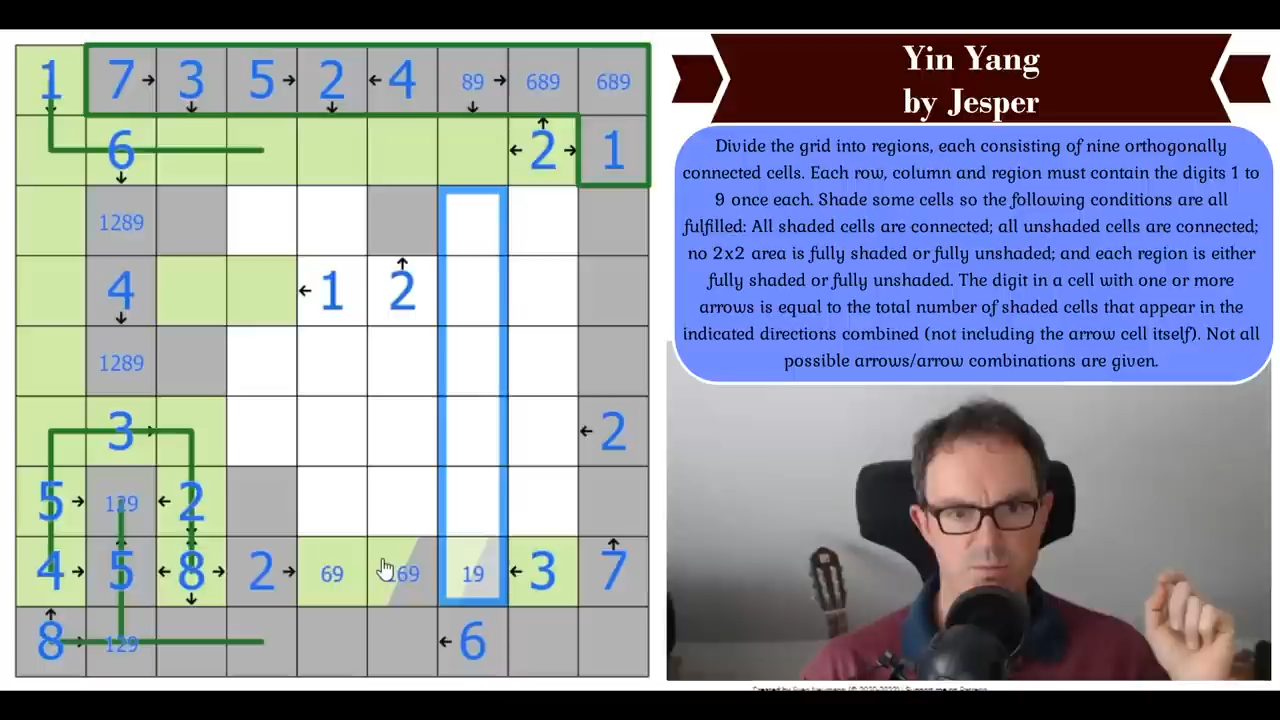 Yin Yang
by Jesper
Divide the grid into regions, each consisting of nine orthogonally
connected cells. Each row, column and region must contain the digits 1 to
9 once each. Shade some cells so the following conditions are all
fulfilled: All shaded cells are connected; all unshaded cells are connected;
no 2x2 area is fully shaded or fully unshaded; and each region is either
fully shaded or fully unshaded. The digit in a cell with one or more
arrows is equal to the total number of shaded cells that appear in the
indicated directions combined (not including the arrow cell itself). Not all
possible arrows/arrow combinations are given.
1 7 3 5 2 4 89 689 689
6 2 1
1289
4 1 2
1289
3 2
5 129 2
4 5 8 2 69 169 19 3 7
8 129 6